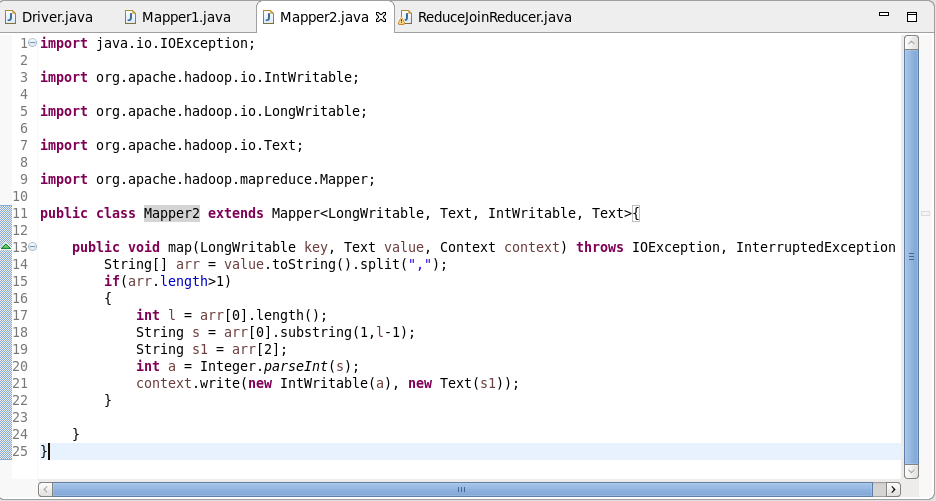 Driver.java Mapper1.java Mapper2.java ReduceJoinReducer.java
1 import java.io.IOException;
2
3 import org.apache.hadoop.io.IntWritable;
4
5 import org.apache.hadoop.io.LongWritable;
6
7 import org.apache.hadoop.io.Text;
8
9 import org.apache.hadoop.mapreduce.Mapper;
10
11 public class Mapper2 extends Mapper<LongWritable, Text, IntWritable, Text>{
12
13 public void map(LongWritable key, Text value, Context context) throws IOException, InterruptedException
14 String[] arr = value.toString().split(",");
15 if(arr.length>1)
16 {
17 int l = arr[0].length();
18 String s = arr[0].substring(1,l-1);
19 String s1 = arr[2];
20 int a = Integer.parseInt(s);
21 context.write(new IntWritable(a), new Text(s1));
22 }
23
24 }
25 }